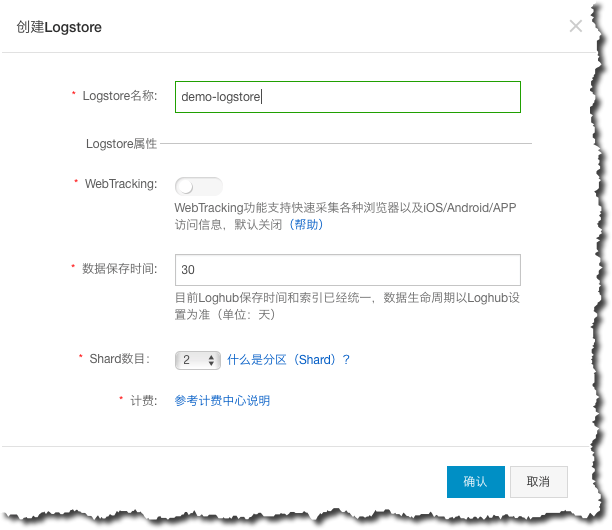 创建Logstore
* Logstore名称: demo-logstore
Logstore属性
* WebTracking:
WebTracking功能支持快速采集各种浏览器以及iOS/Android/APP
访问信息，默认关闭（帮助）
* 数据保存时间: 30
目前Loghub保存时间和索引已经统一，数据生命周期以Loghub设
置为准（单位：天）
* Shard数目: 2 什么是分区（Shard）?
* 计费: 参考计费中心说明
确认 取消